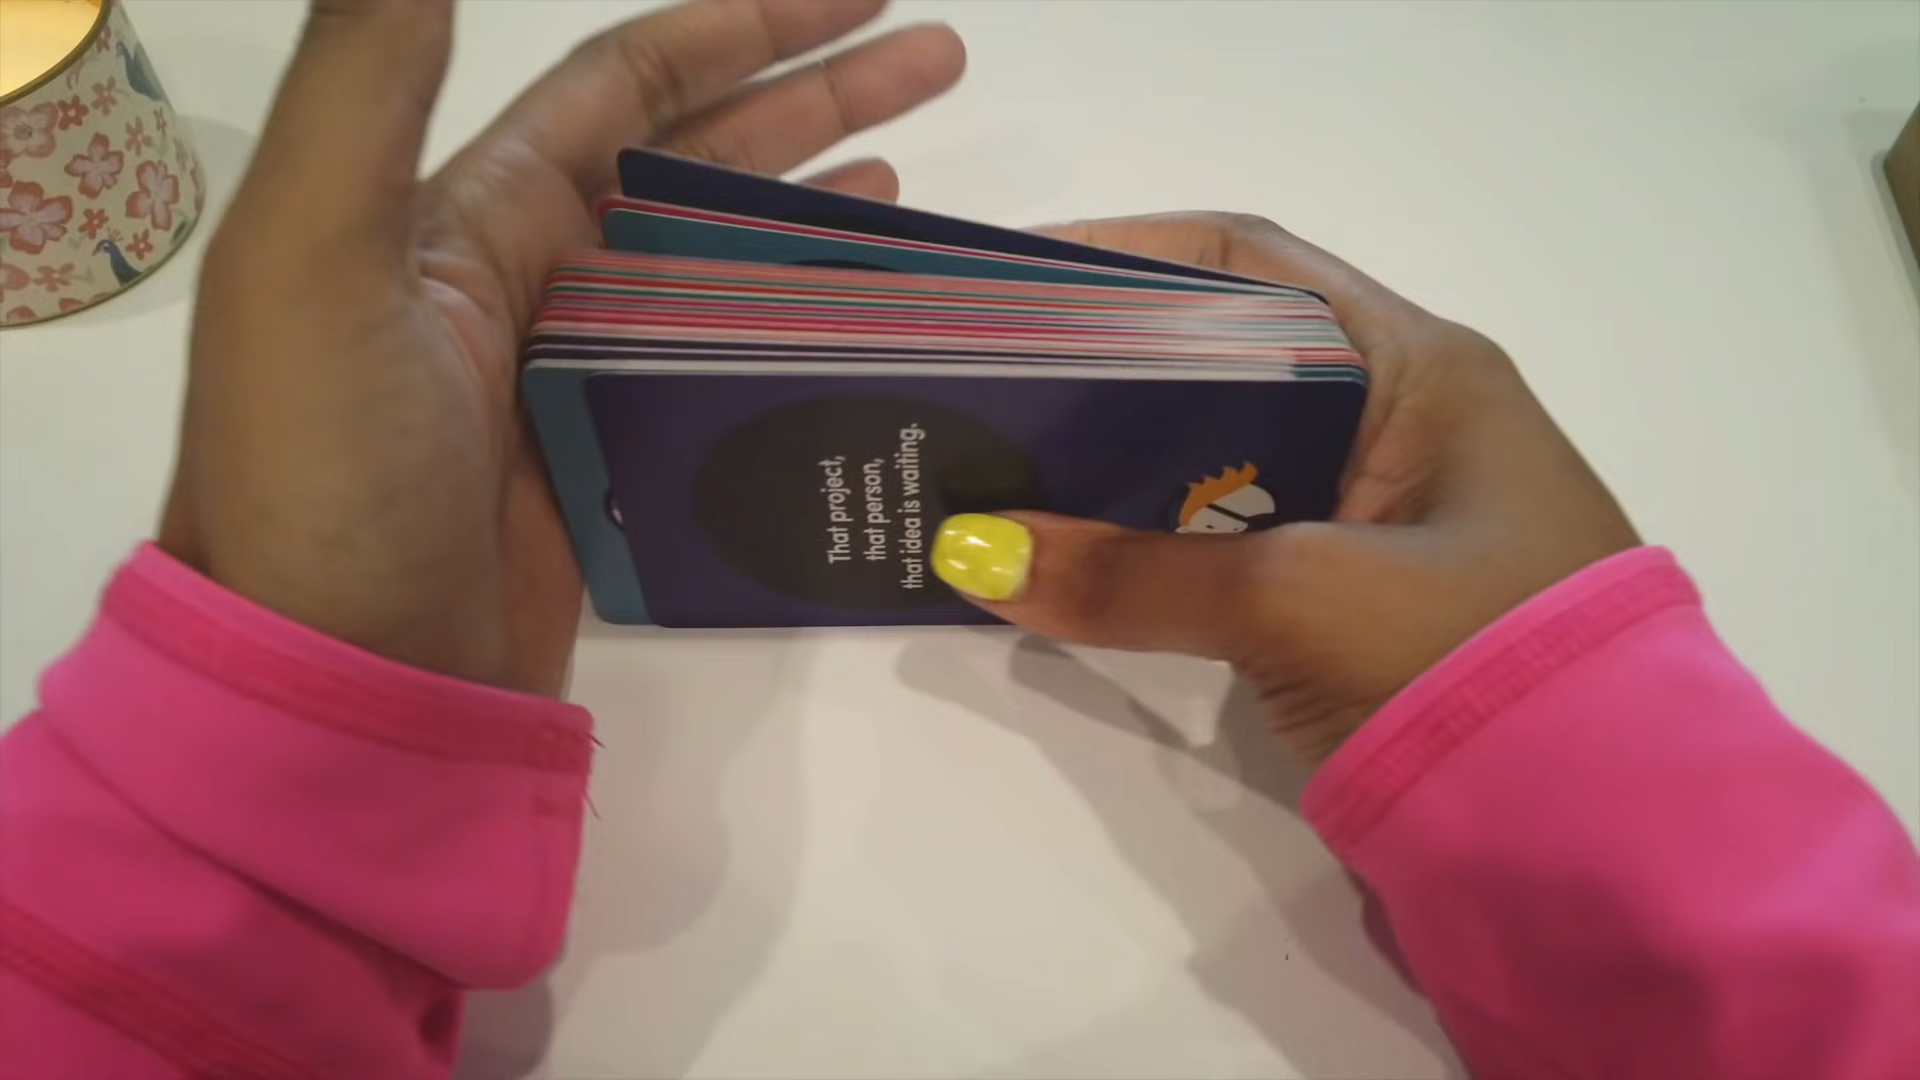 That project,
that person,
that idea is waiting.